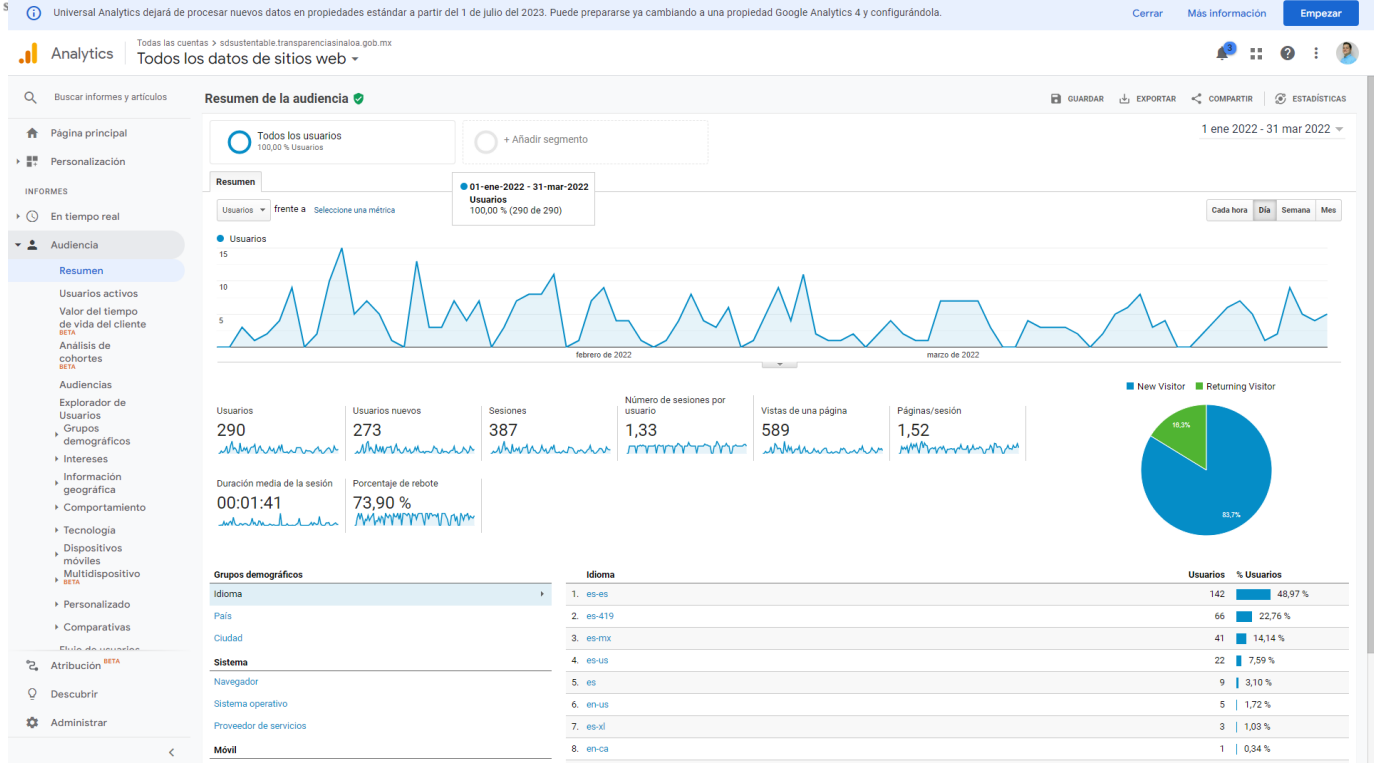 Universal Analytics dejará de procesar nuevos datos en propiedades estándar a partir del 1 de julio del 2023. Puede prepararse ya cambiando a una propiedad Google Analytics 4 y configurándola.
Cerrar
Más información
Empezar
Analytics
Todas las cuentas > sdsustentable.transparenciasinaloa.gob.mx
Todos los datos de sitios web
3
Buscar informes y artículos
Página principal
Personalización
INFORMES
En tiempo real
Audiencia
Resumen
Usuarios activos
Valor del tiempo
de vida del cliente
BETA
Análisis de
cohortes
BETA
Audiencias
Explorador de
Usuarios
Grupos
demográficos
Intereses
Información
geográfica
Comportamiento
Tecnología
Dispositivos
móviles
Multidispositivo
BETA
Personalizado
Comparativas
Flujo de usuarios
Atribución BETA
Descubrir
Administrar
Resumen de la audiencia
GUARDAR
EXPORTAR
COMPARTIR
ESTADÍSTICAS
Todos los usuarios
100,00 % Usuarios
+ Añadir segmento
1 ene 2022 - 31 mar 2022
Resumen
01-ene-2022 - 31-mar-2022
Usuarios
100,00 % (290 de 290)
Usuarios
frente a
Seleccione una métrica
Cada hora
Día
Semana
Mes
Usuarios
15
10
5
febrero de 2022
marzo de 2022
New Visitor
Returning Visitor
16,3%
83,7%
Usuarios
290
Usuarios nuevos
273
Sesiones
387
Número de sesiones por
usuario
1,33
Vistas de una página
589
Páginas/sesión
1,52
Duración media de la sesión
00:01:41
Porcentaje de rebote
73,90 %
Grupos demográficos
Idioma
País
Ciudad
Sistema
Navegador
Sistema operativo
Proveedor de servicios
Móvil
Idioma Usuarios % Usuarios
1. es-es 142 48,97 %
2. es-419 66 22,76 %
3. es-mx 41 14,14 %
4. es-us 22 7,59 %
5. es 9 3,10 %
6. en-us 5 1,72 %
7. es-xl 3 1,03 %
8. en-ca 1 0,34 %